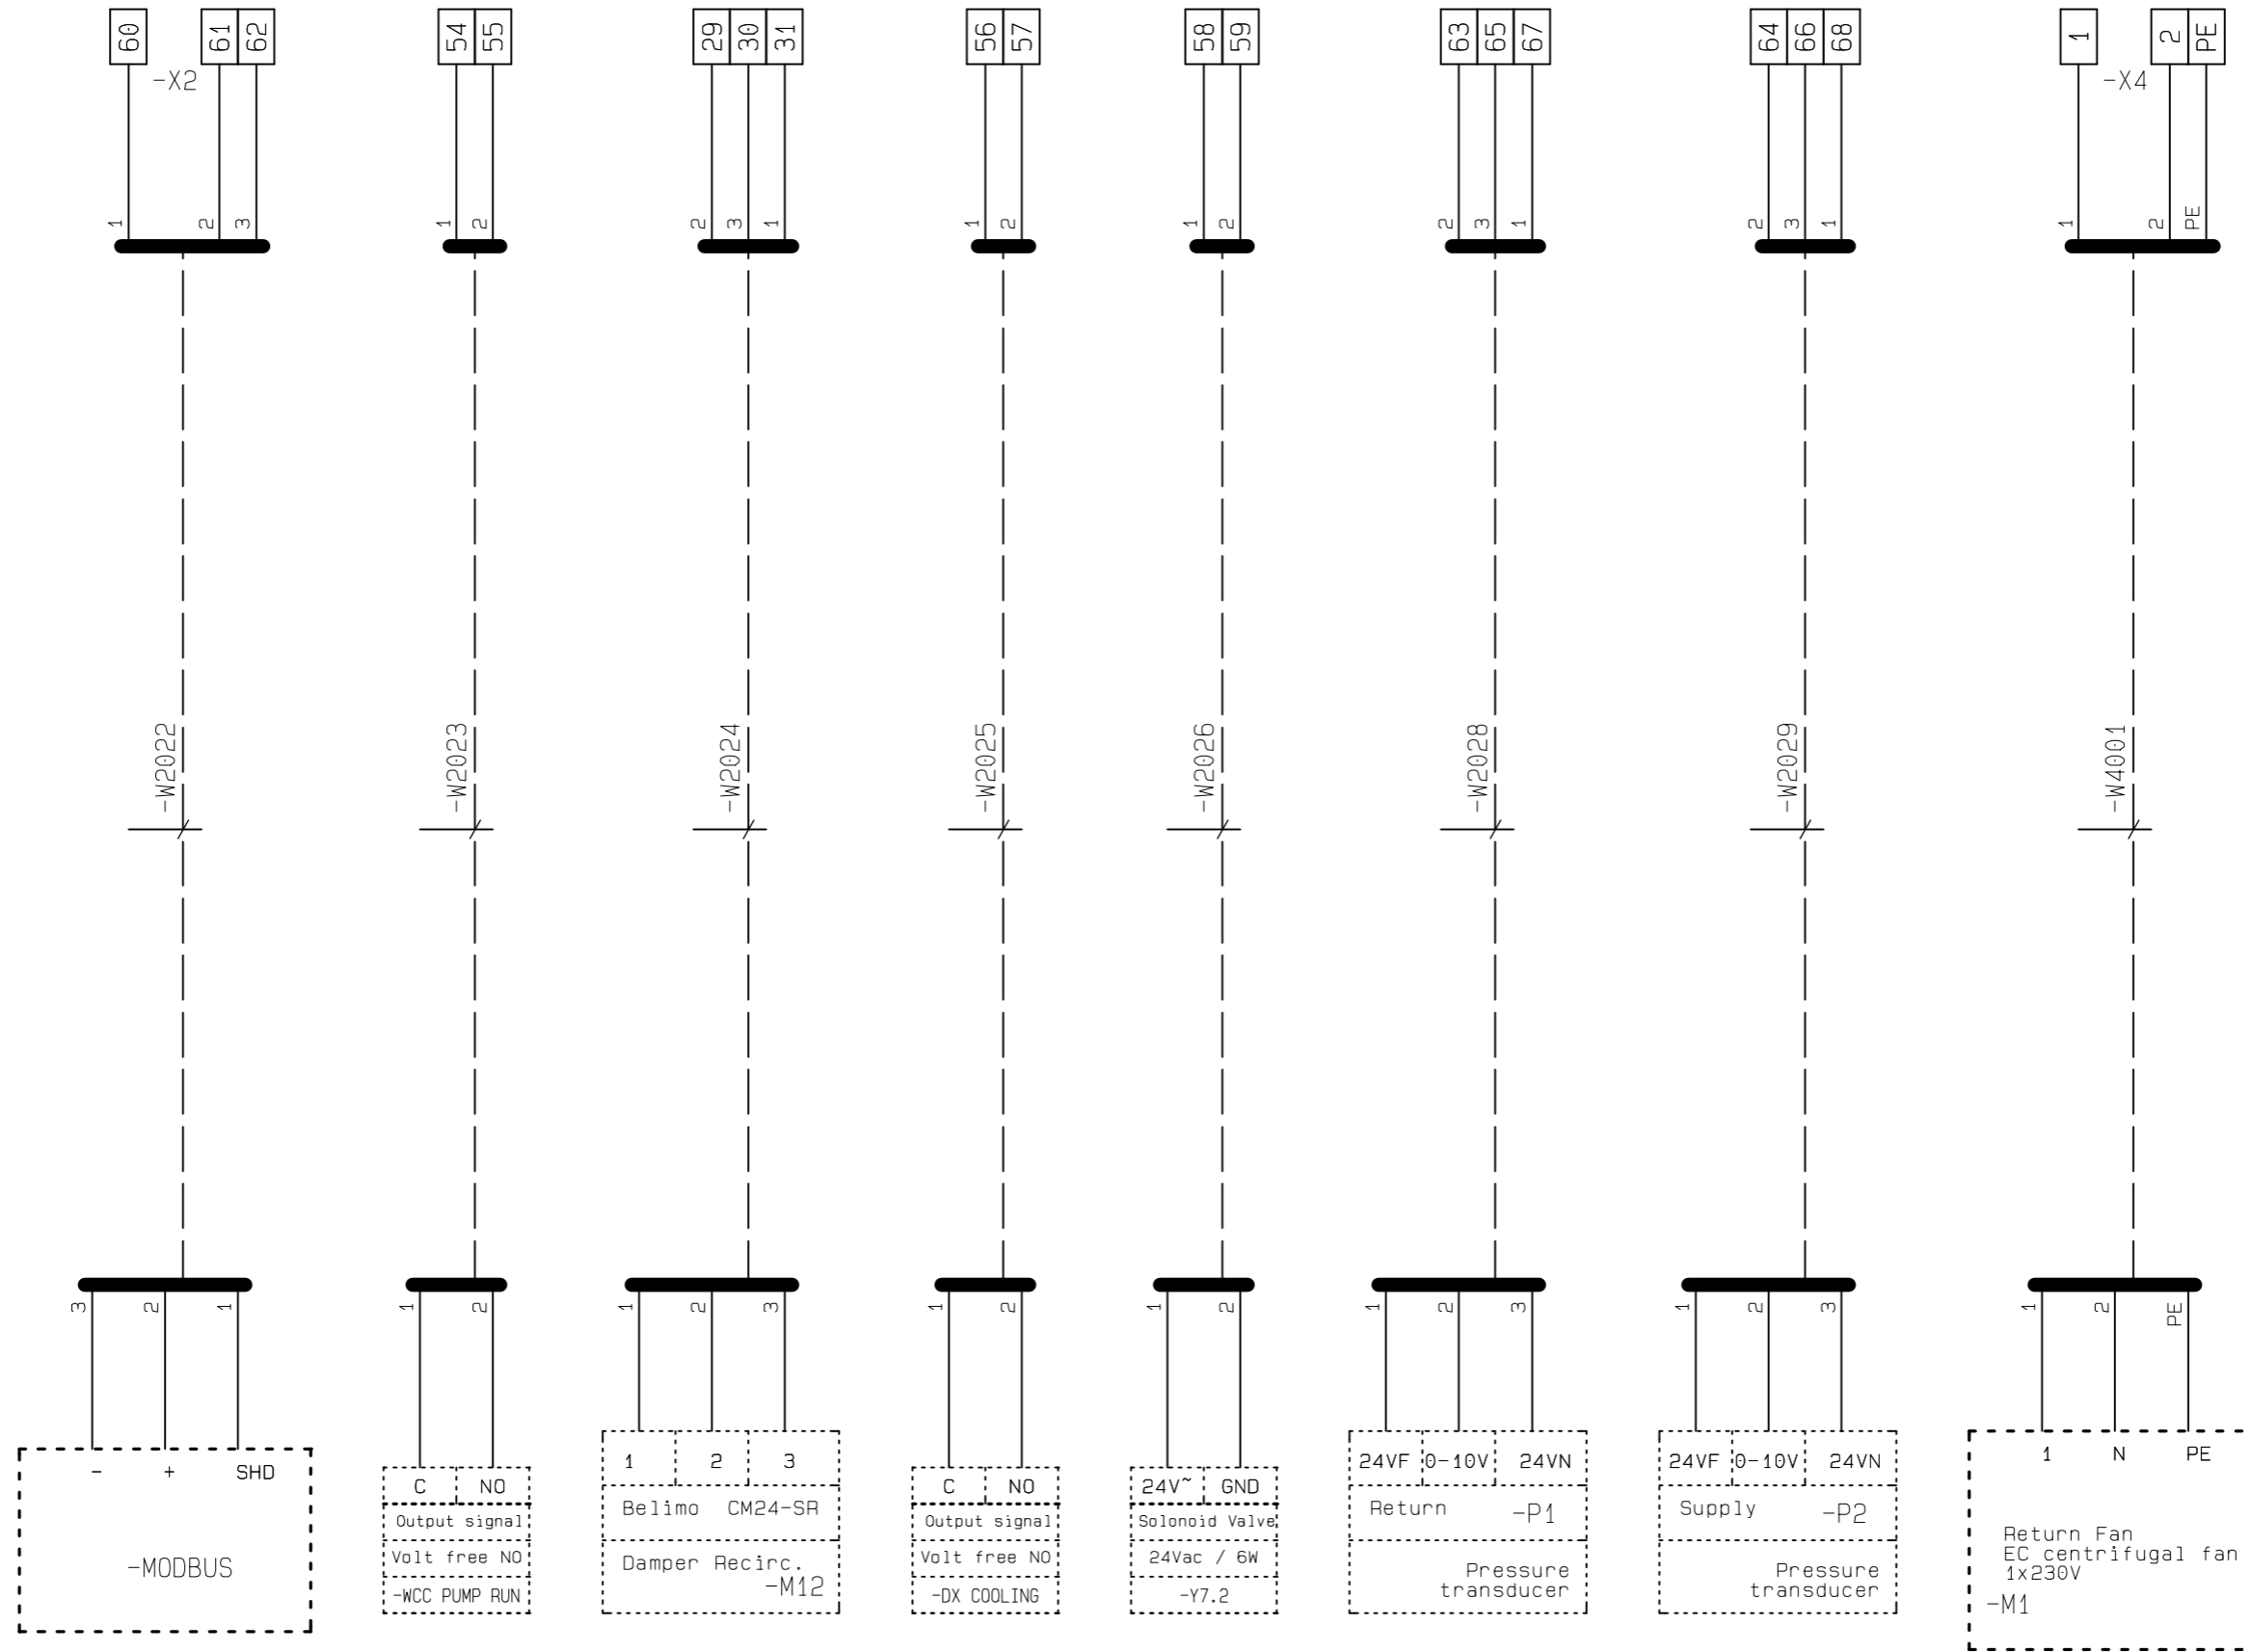 60 61 62 54 55 29 30 31 56 57 58 59 63 65 67 64 66 68 1 2 PE
-X2 -X4
1 2 3 1 2 2 3 1 1 2 1 2 2 3 1 2 3 1 1 2 PE
-W2022 -W2023 -W2024 -W2025 -W2026 -W2028 -W2029 -W4001
3 2 1 1 2 1 2 3 1 2 1 2 1 2 3 1 2 3 1 2 PE
- + SHD
-MODBUS
C NO
Output signal
Volt free NO
-WCC PUMP RUN
1 2 3
Belimo CM24-SR
Damper Recirc.
-M12
C NO
Output signal
Volt free NO
-DX COOLING
24V~ GND
Solonoid Valve
24Vac / 6W
-Y7.2
24VF 0-10V 24VN
Return -P1
Pressure
transducer
24VF 0-10V 24VN
Supply -P2
Pressure
transducer
1 N PE
Return Fan
EC centrifugal fan
1x230V
-M1